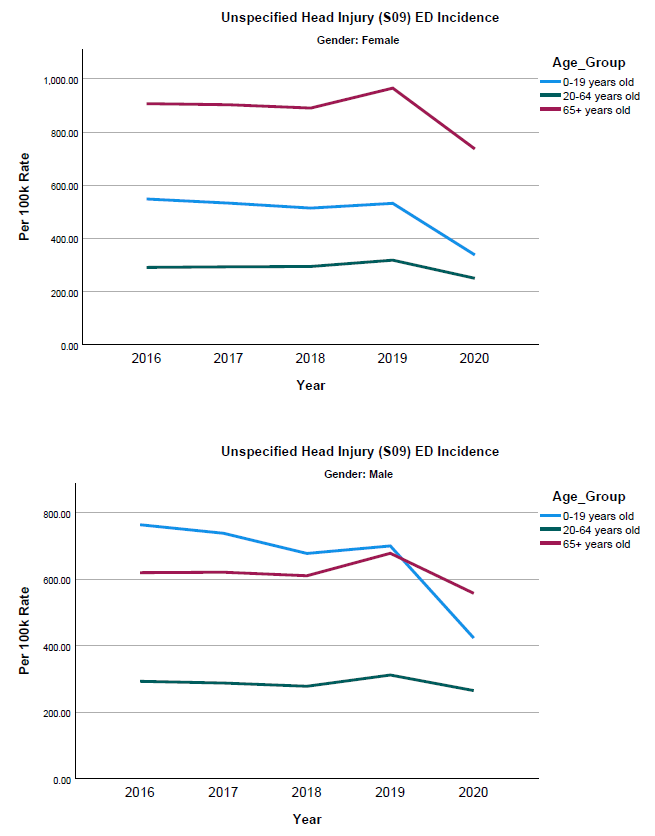 Unspecified Head Injury (S09) ED Incidence
Gender: Female
Age_Group
0-19 years old
20-64 years old
65+ years old
Per 100k Rate
1,000.00
800.00
600.00
400.00
200.00
0.00
2016 2017 2018 2019 2020
Year
Unspecified Head Injury (S09) ED Incidence
Gender: Male
Age_Group
0-19 years old
20-64 years old
65+ years old
Per 100k Rate
800.00
600.00
400.00
200.00
0.00
2016 2017 2018 2019 2020
Year